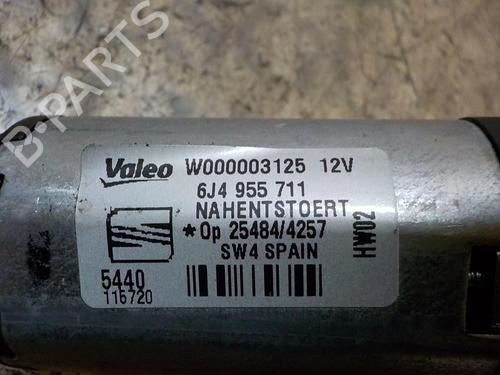 B-PARTS
Valeo W000003125 12V
6J4 955 711
NAHENTSTOERT
*Op 25484/4257
SW4 SPAIN
HW02
5440
116720